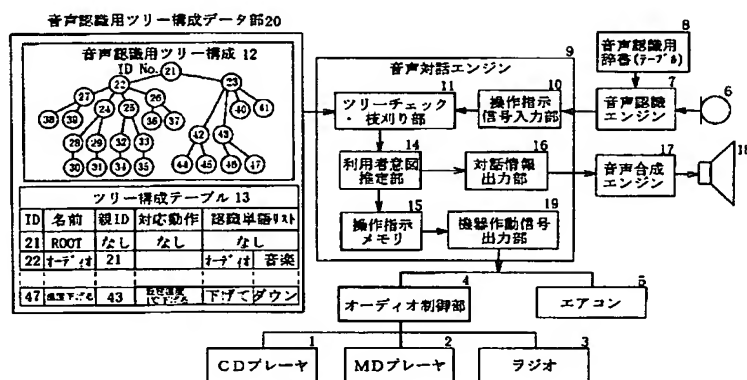 音声認識用ツリー構成データ部20
音声認識用ツリー構成 12
ID No.
21
22
23
27
24
25
26
40
41
38
39
36
37
42
43
28
29
32
33
30
31
34
35
44
45
46
47
ツリー構成テーブル 13
ID 名前 親ID 対応動作 認識単語リスト
21 ROOT なし なし なし
22 オーディオ 21 オーディオ 音楽
47 温度下げる 43 下げて ダウン
9
音声対話エンジン
11
ツリーチェック
・枝刈り部
10
操作指示
信号入力部
14
利用者意図
推定部
16
対話情報
出力部
15
操作指示
メモリ
19
機器作動信号
出力部
8
音声認識用
辞書(テーブル)
7
音声認識
エンジン
6
17
音声合成
エンジン
18
4
オーディオ制御部
5
エアコン
1
CDプレーヤ
2
MDプレーヤ
3
ラジオ